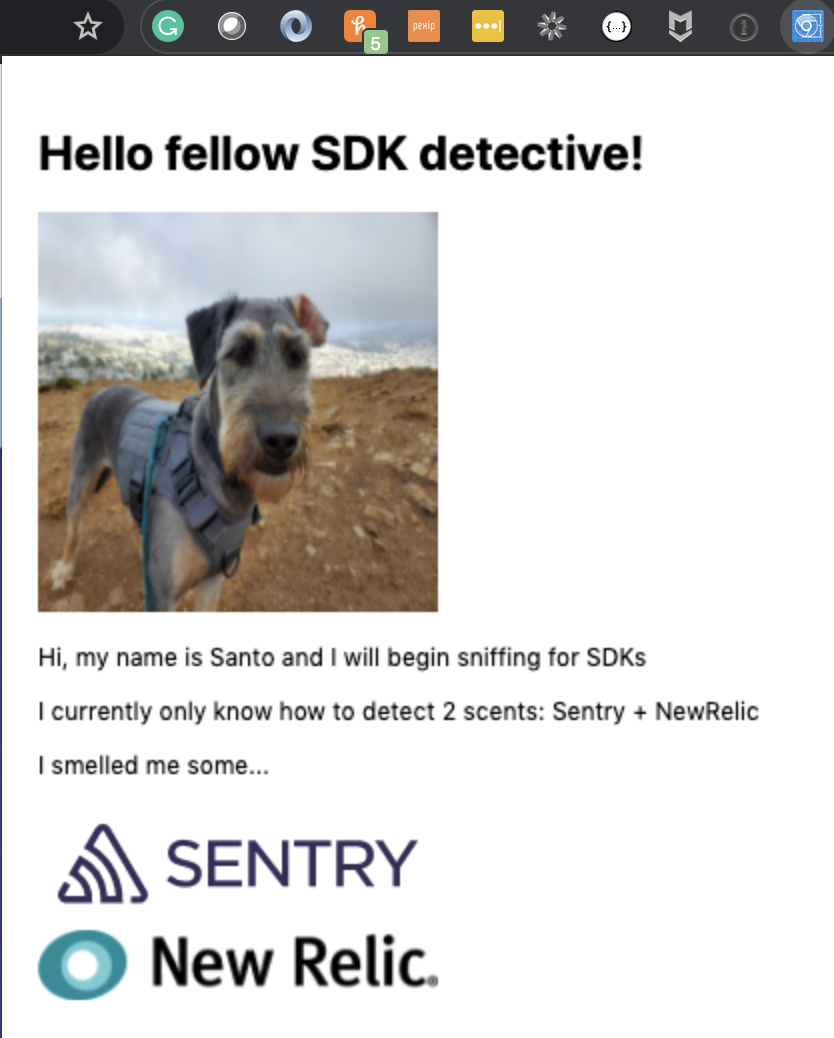 G
5
pexip
{...}
Hello fellow SDK detective!
Hi, my name is Santo and I will begin sniffing for SDKs
I currently only know how to detect 2 scents: Sentry + NewRelic
I smelled me some...
SENTRY
New Relic®